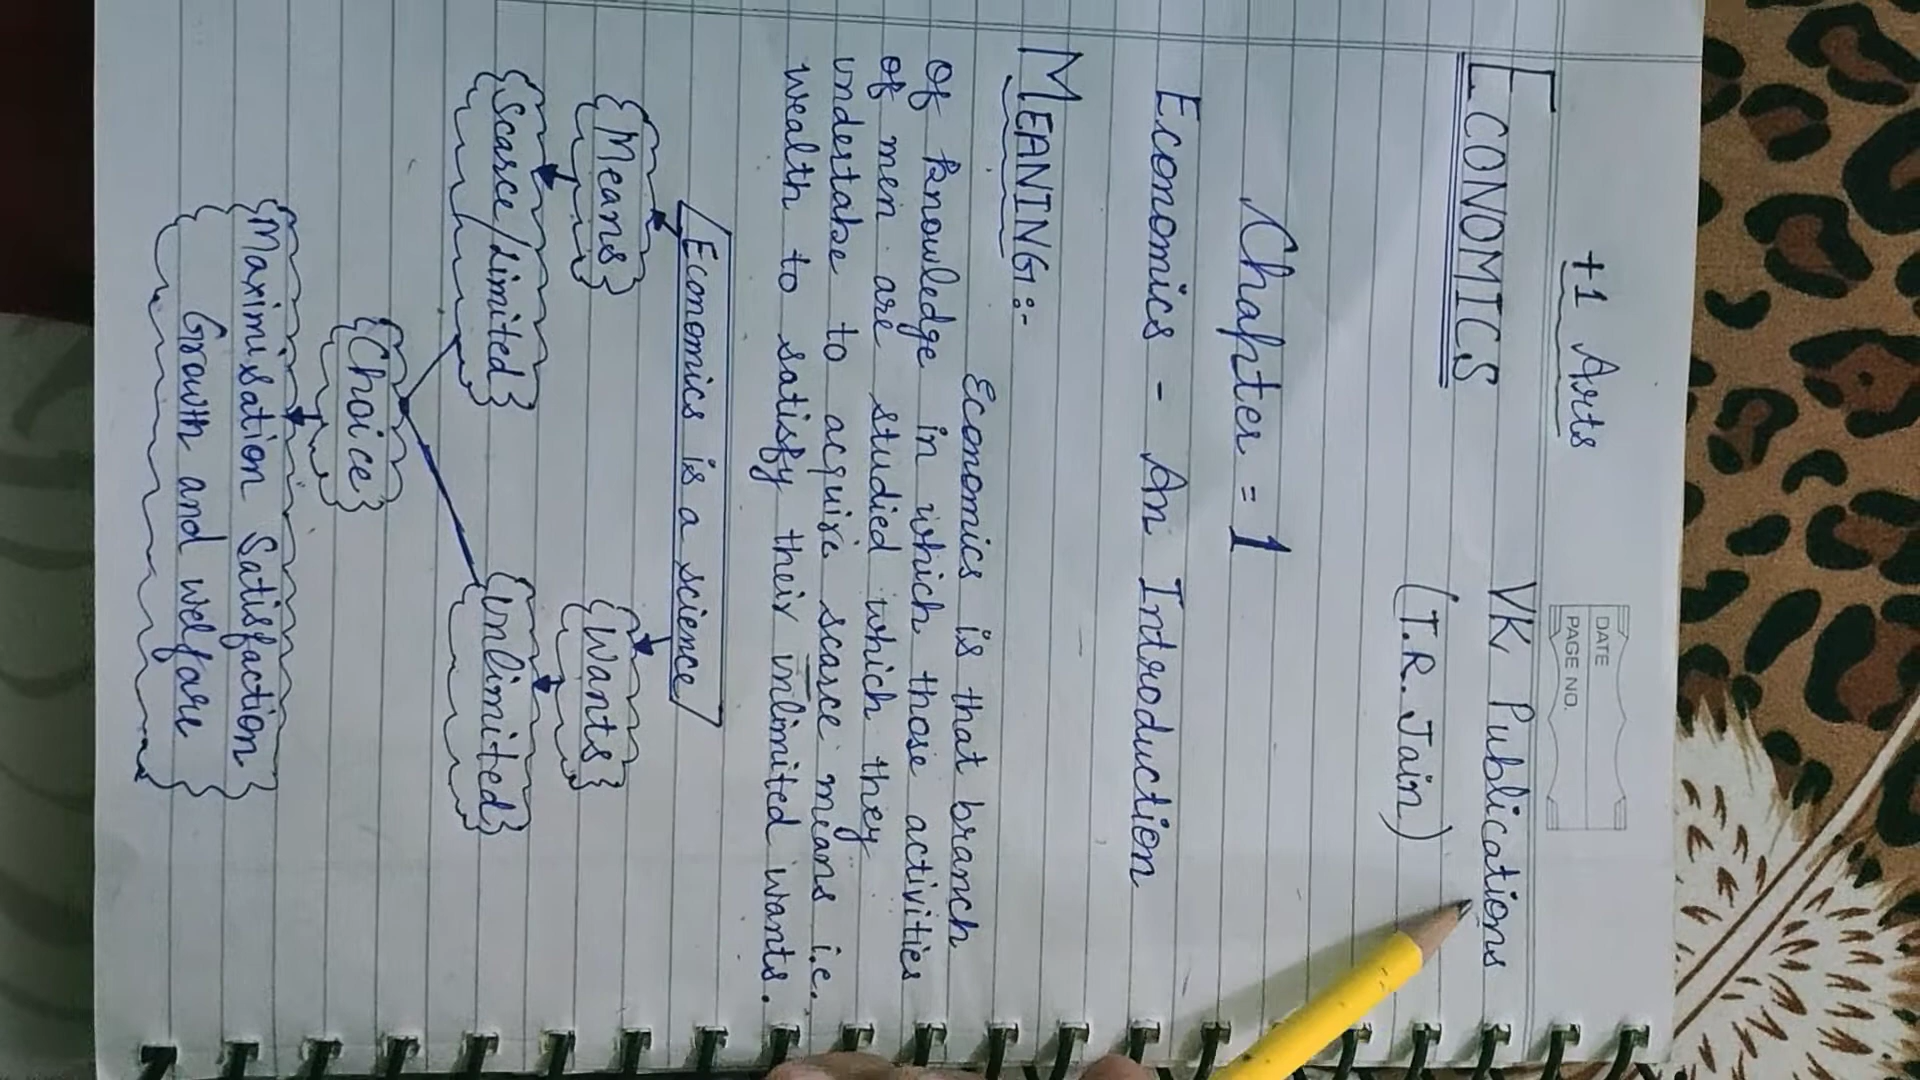 +1 Arts
DATE
PAGE NO.
ECONOMICS VK Publications
(T.R. Jain)
Chapter = 1
Economics - An Introduction
MEANING :-
Economics is that branch
of knowledge in which those activities
of men are studied which they
undertake to acquire scarce means i.e.
wealth to satisfy their unlimited wants.
Economics is a science
{Means} {Wants}
{Scarce/Limited} {Unlimited}
{Choice}
{Maximisation Satisfaction}
{Growth and welfare}